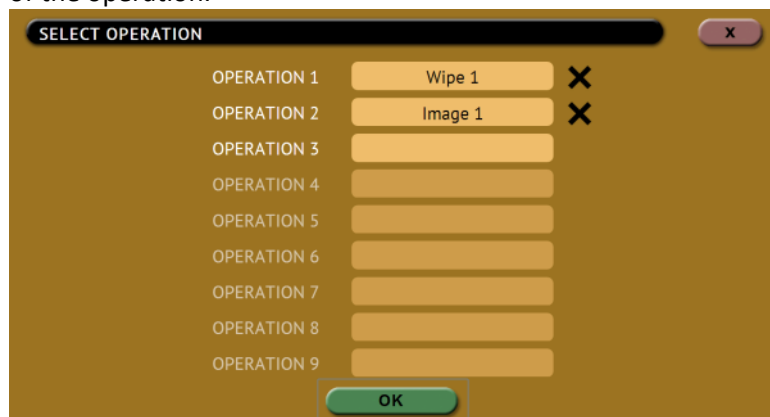 of the operation.
SELECT OPERATION X
OPERATION 1 Wipe 1
OPERATION 2 Image 1
OPERATION 3
OPERATION 4
OPERATION 5
OPERATION 6
OPERATION 7
OPERATION 8
OPERATION 9
OK